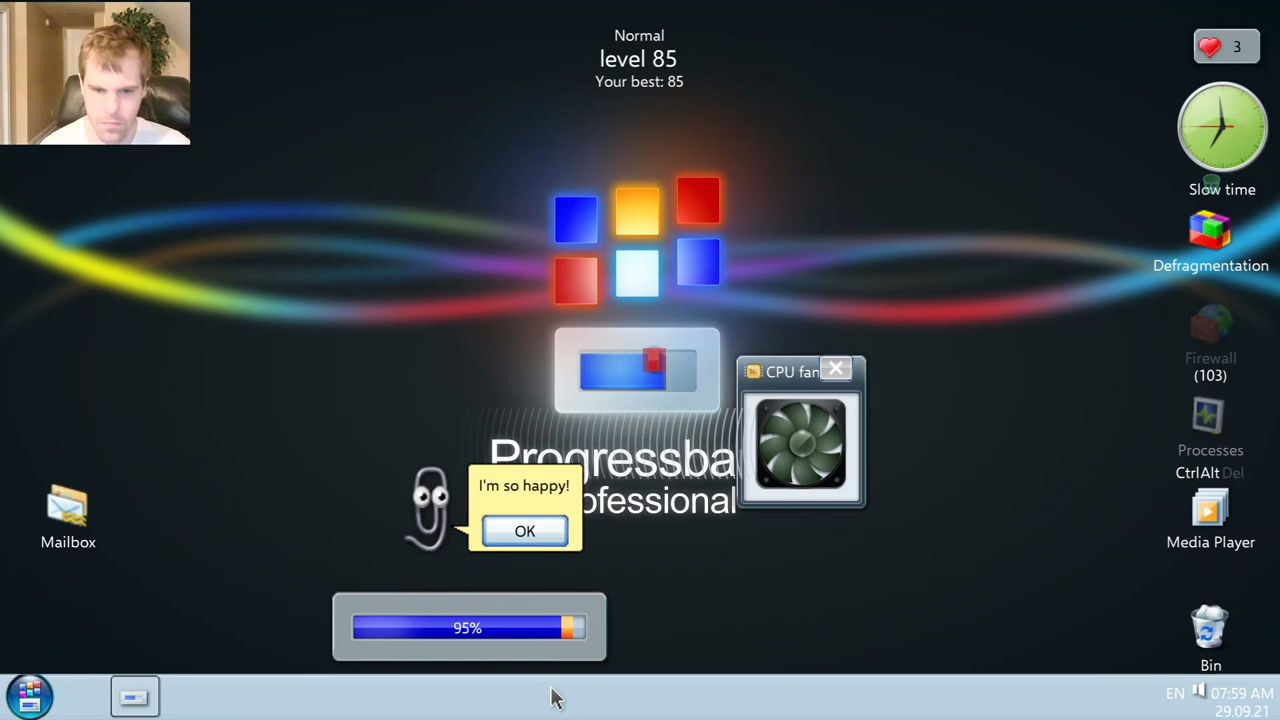 Normal
level 85
Your best: 85
3
Slow time
Defragmentation
Firewall
(103)
CPU fan
Processes
CtrlAlt Del
Progressba
ofessional
I'm so happy!
OK
Mailbox
Media Player
95%
Bin
EN 07:59 AM
29.09.21